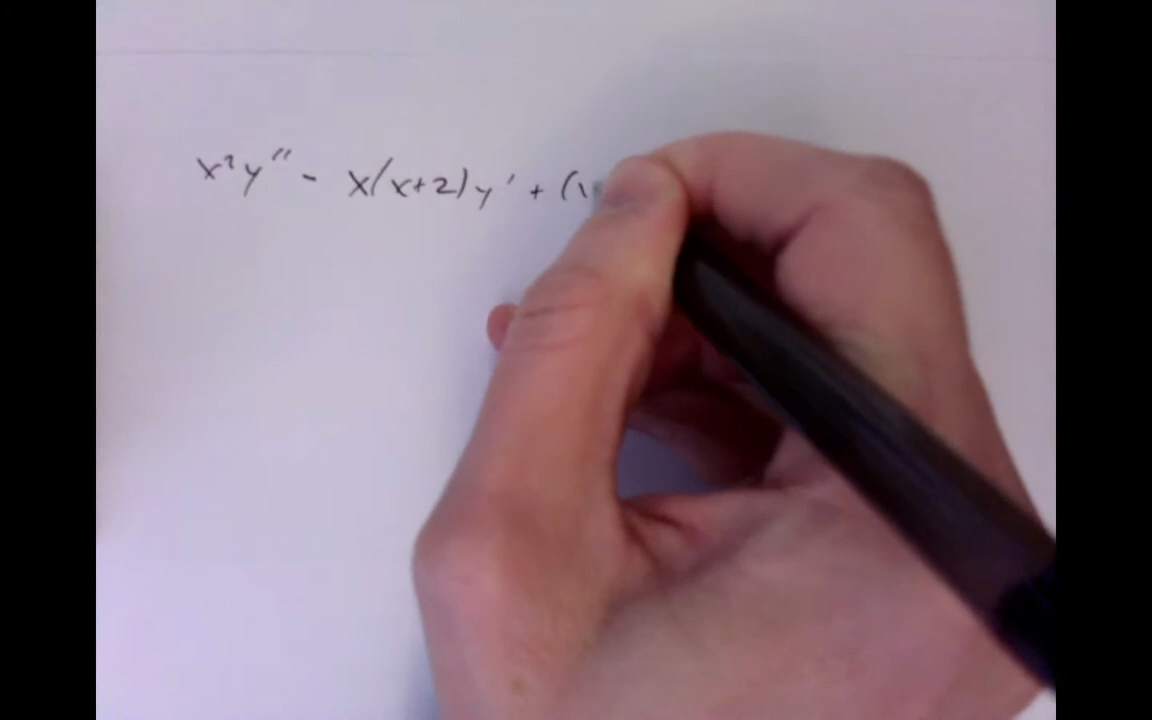 x²y" - x(x+2)y' + (x